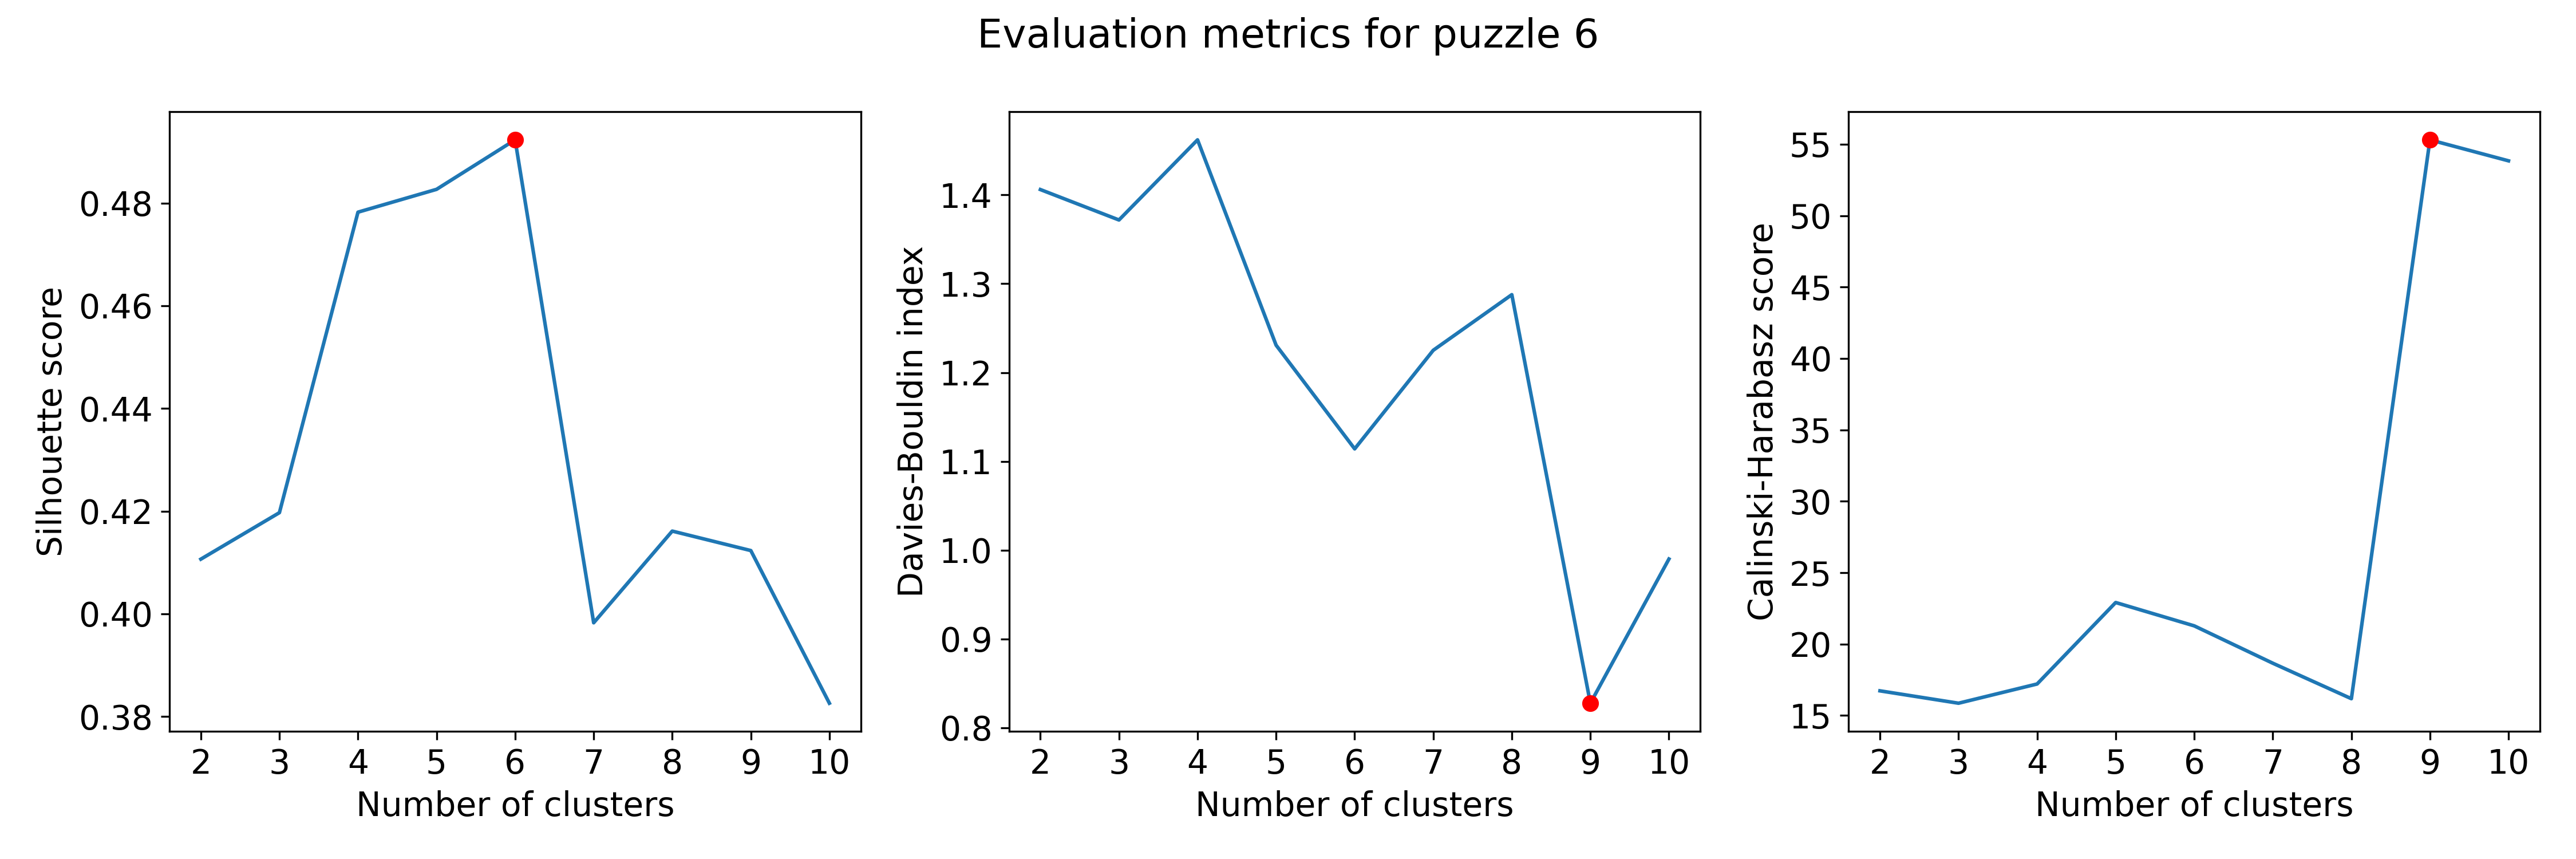 Evaluation metrics for puzzle 6
Silhouette score
0.48
0.46
0.44
0.42
0.40
0.38
2 3 4 5 6 7 8 9 10
Number of clusters
Davies-Bouldin index
1.4
1.3
1.2
1.1
1.0
0.9
0.8
2 3 4 5 6 7 8 9 10
Number of clusters
Calinski-Harabasz score
55
50
45
40
35
30
25
20
15
2 3 4 5 6 7 8 9 10
Number of clusters